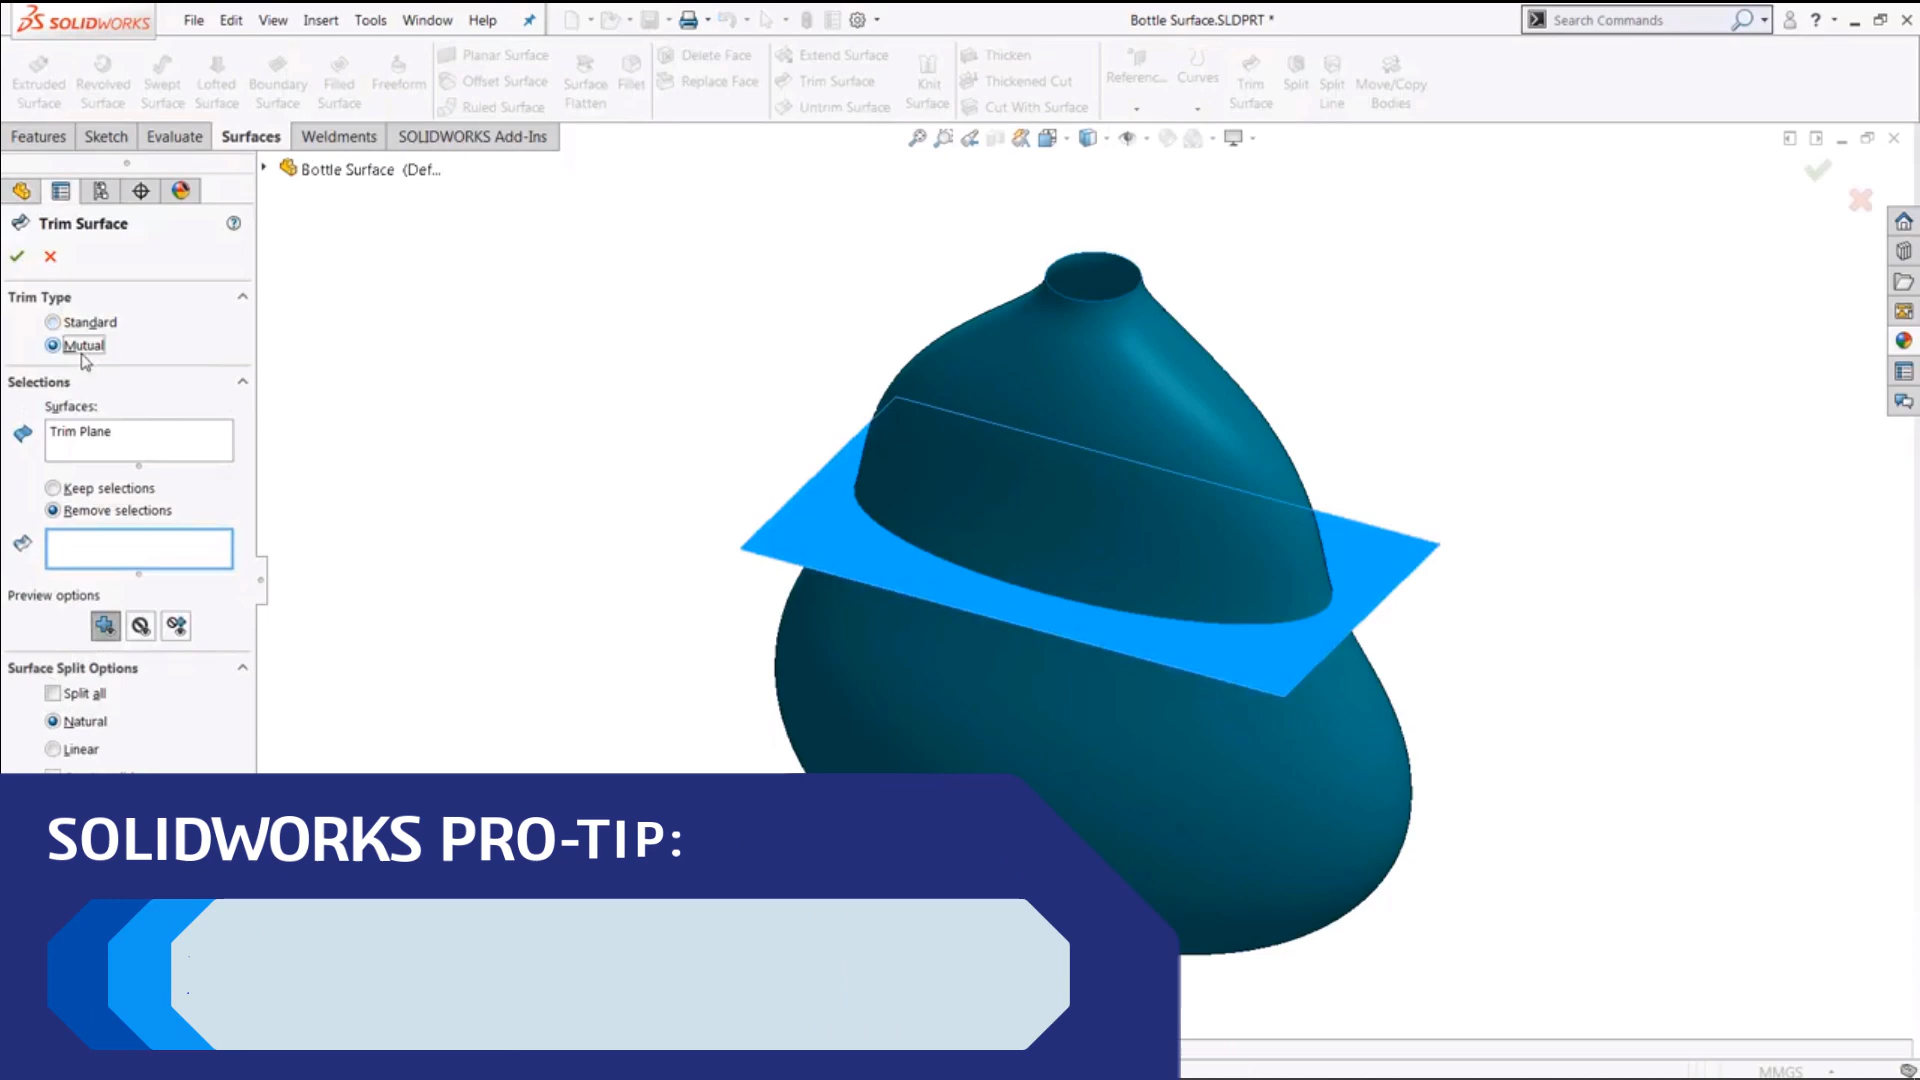 SOLIDWORKS File Edit View Insert Tools Window Help Bottle Surface.SLDPRT * Search Commands
Extruded Surface
Revolved Surface
Swept Surface
Lofted Surface
Boundary Surface
Filled Surface
Freeform
Planar Surface
Offset Surface
Ruled Surface
Surface Flatten
Fillet
Delete Face
Replace Face
Extend Surface
Trim Surface
Untrim Surface
Knit Surface
Thicken
Thickened Cut
Cut With Surface
Referenc...
Curves
Trim Surface
Split
Split Line
Move/Copy Bodies
Features Sketch Evaluate Surfaces Weldments SOLIDWORKS Add-Ins
Bottle Surface (Def...
Trim Surface
Trim Type
Standard
Mutual
Selections
Surfaces:
Trim Plane
Keep selections
Remove selections
Preview options
Surface Split Options
Split all
Natural
Linear
SOLIDWORKS PRO-TIP:
MMGS